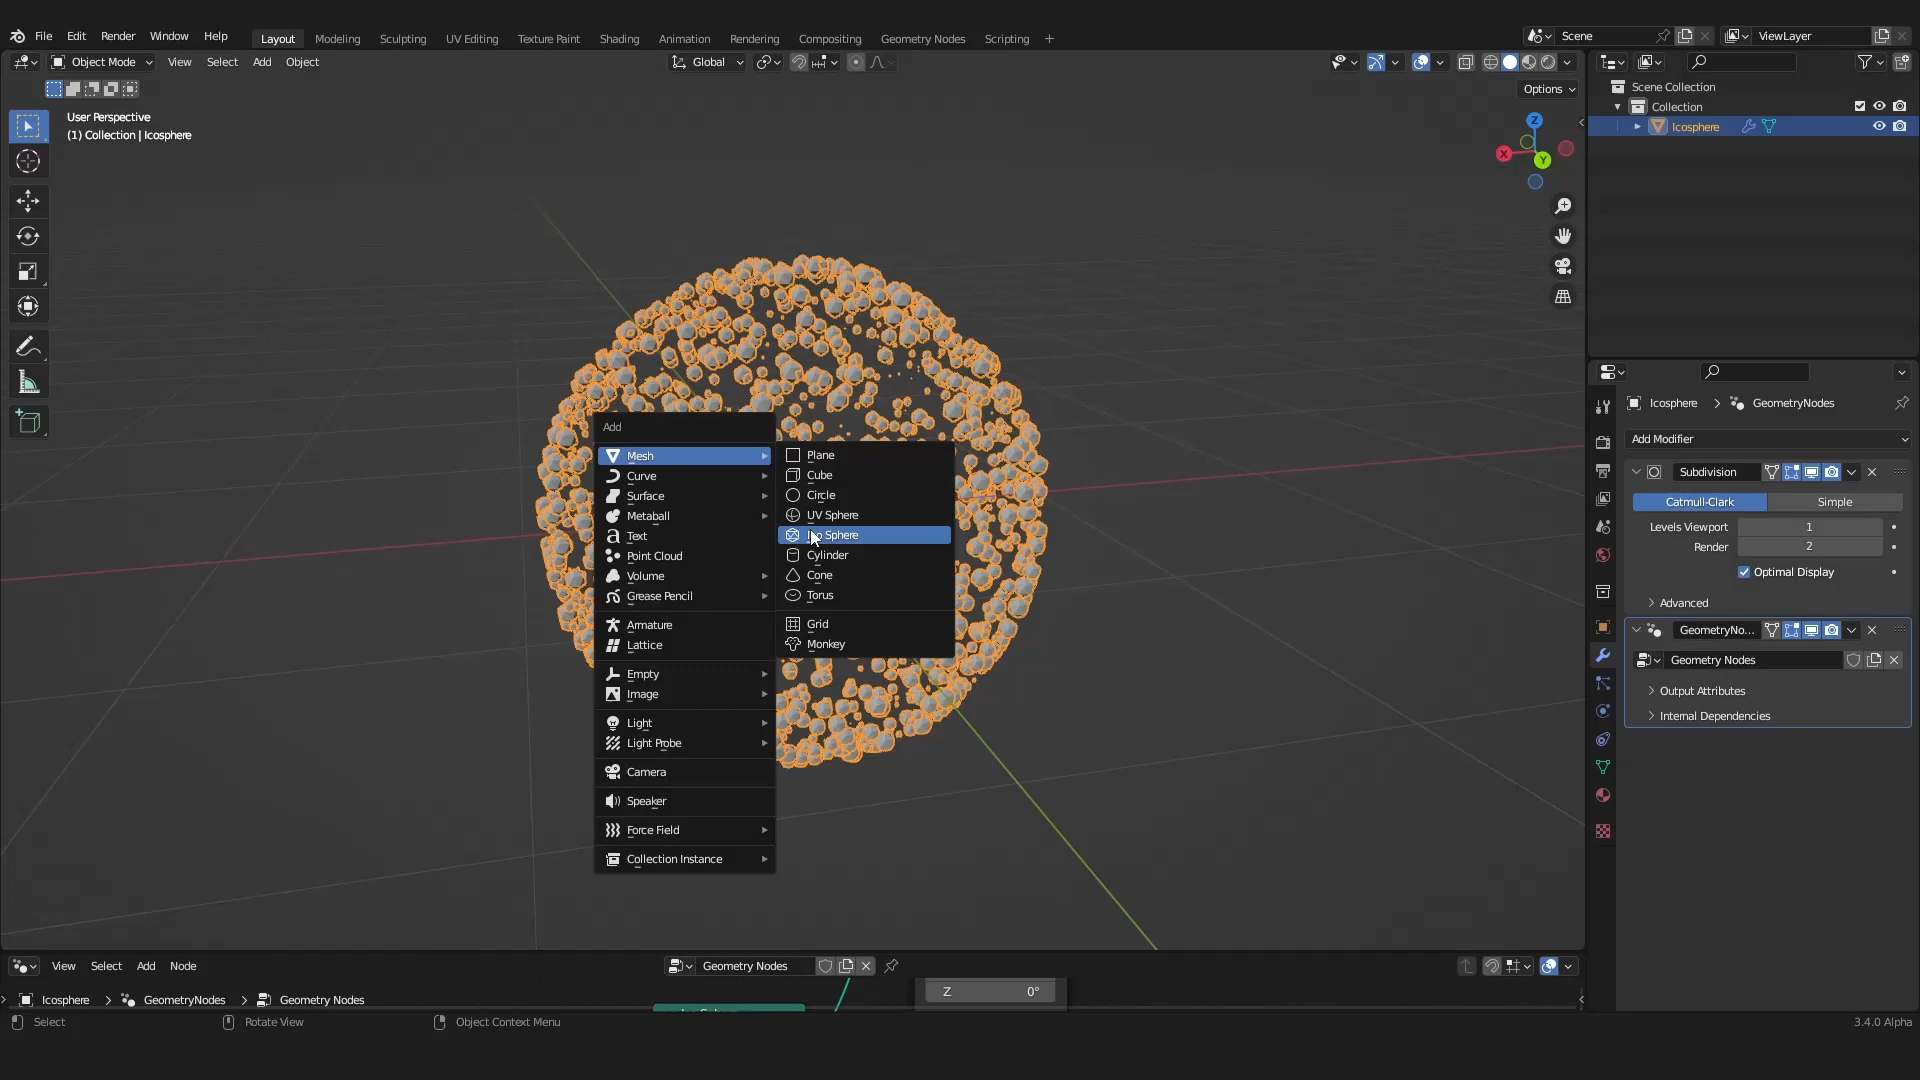 File Edit Render Window Help Layout Modeling Sculpting UV Editing Texture Paint Shading Animation Rendering Compositing Geometry Nodes Scripting + Scene ViewLayer
Object Mode View Select Add Object Global
Options
User Perspective
(1) Collection | Icosphere
Z
X
Y
Scene Collection
Collection
Icosphere
Icosphere > GeometryNodes
Add Modifier
Subdivision
Catmull-Clark Simple
Levels Viewport 1
Render 2
Optimal Display
Advanced
GeometryNo...
Geometry Nodes
Output Attributes
Internal Dependencies
Add
Mesh
Curve
Surface
Metaball
Text
Point Cloud
Volume
Grease Pencil
Armature
Lattice
Empty
Image
Light
Light Probe
Camera
Speaker
Force Field
Collection Instance
Plane
Cube
Circle
UV Sphere
Ico Sphere
Cylinder
Cone
Torus
Grid
Monkey
View Select Add Node Geometry Nodes
Z 0°
Icosphere > GeometryNodes > Geometry Nodes
Select Rotate View Object Context Menu 3.4.0 Alpha